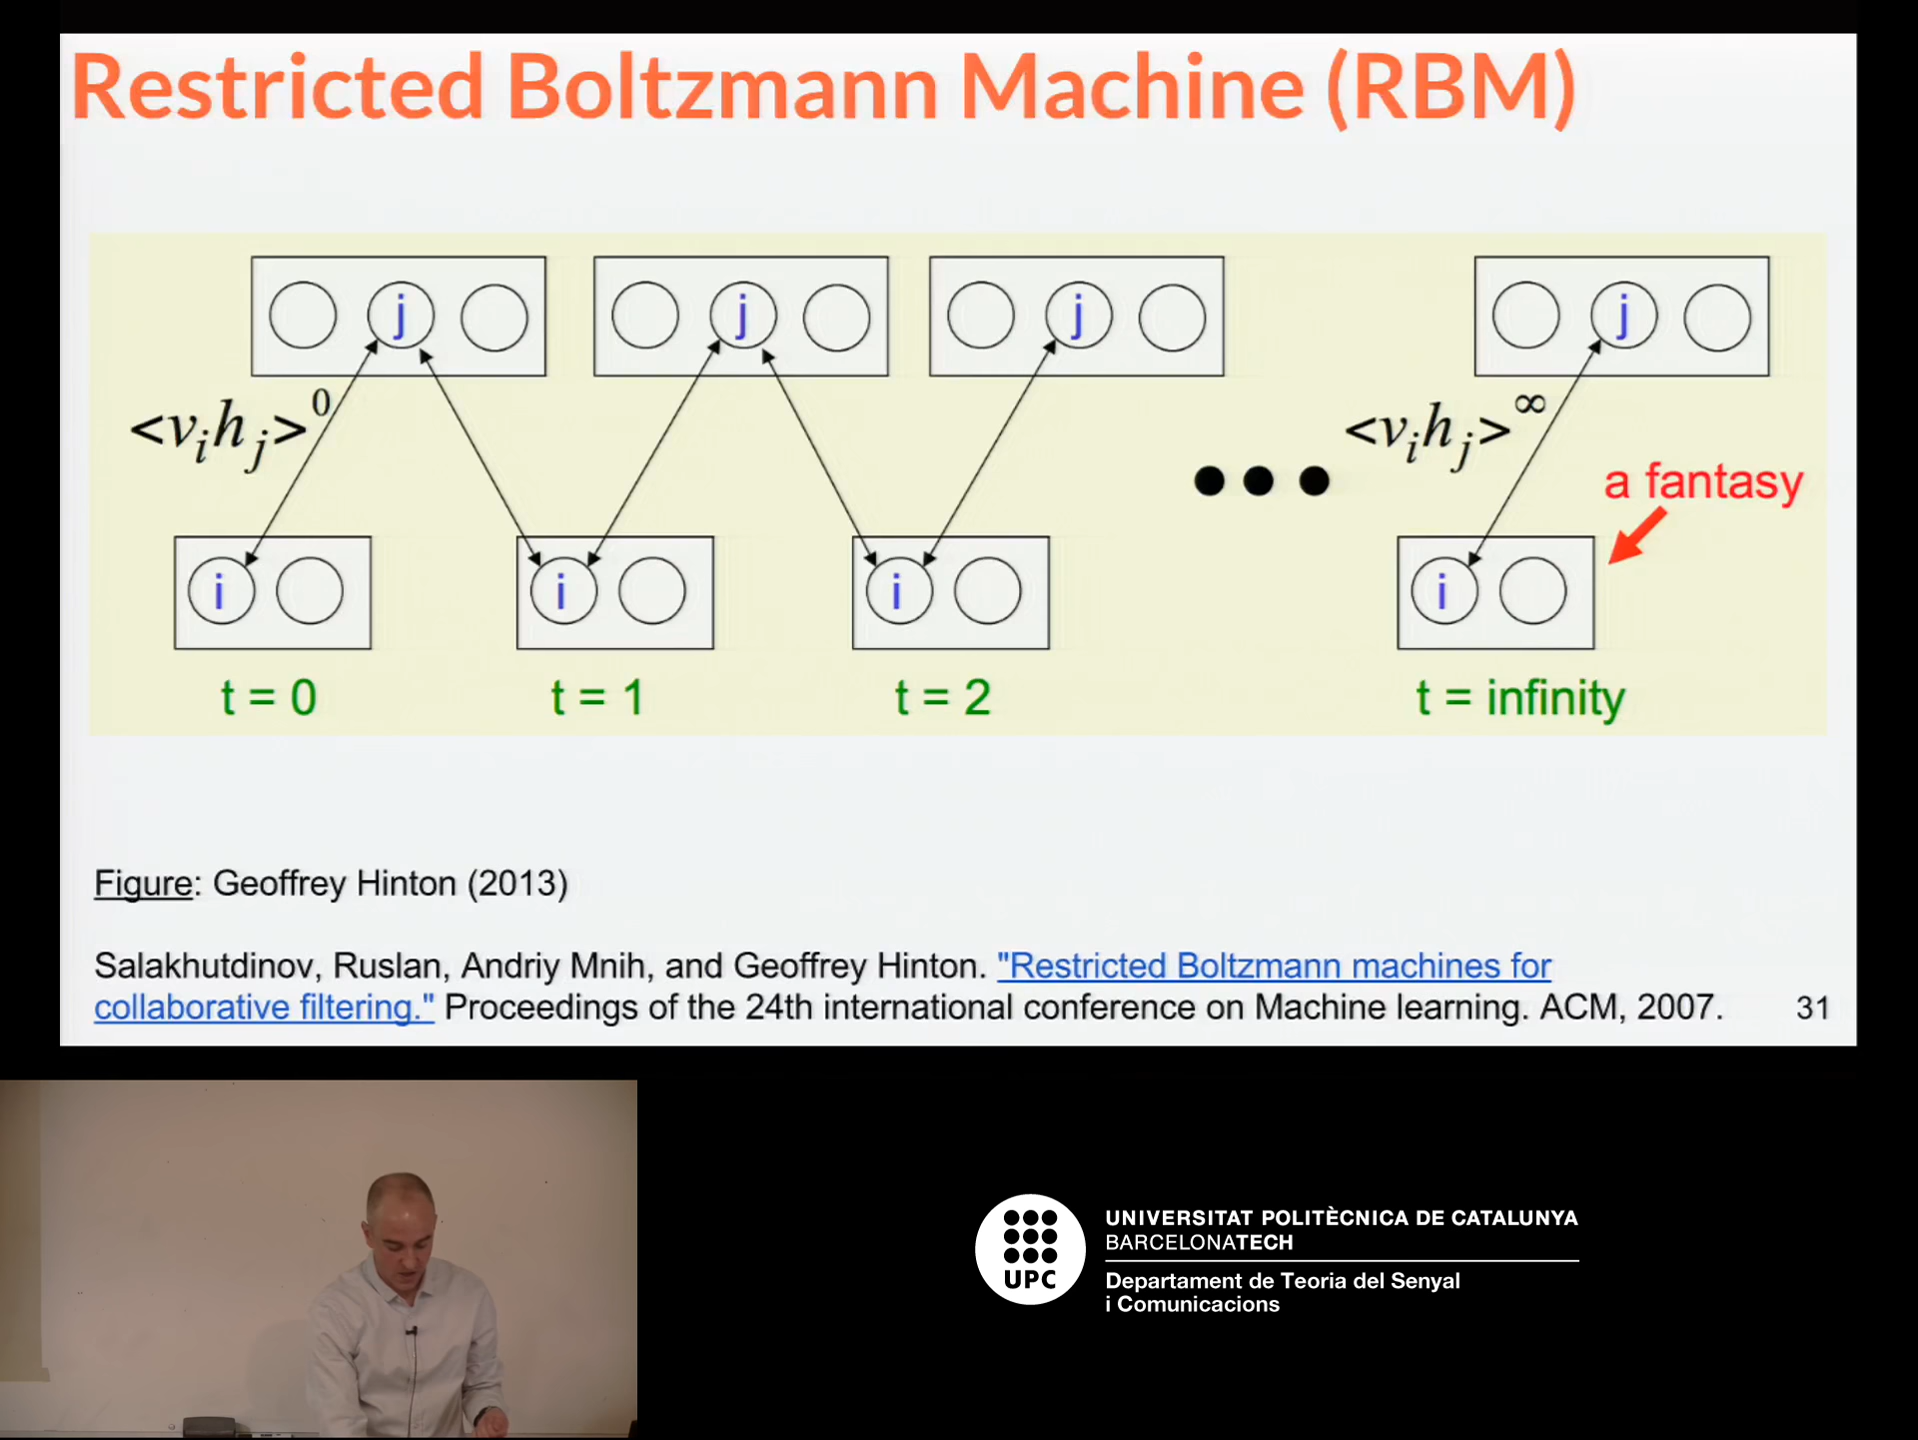 Restricted Boltzmann Machine (RBM)
j j j j
<v_i h_j>^0 <v_i h_j>^∞
a fantasy
i i i i
t = 0 t = 1 t = 2 t = infinity
Figure: Geoffrey Hinton (2013)
Salakhutdinov, Ruslan, Andriy Mnih, and Geoffrey Hinton. "Restricted Boltzmann machines for
collaborative filtering." Proceedings of the 24th international conference on Machine learning. ACM, 2007. 31
UPC
UNIVERSITAT POLITÈCNICA DE CATALUNYA
BARCELONATECH
Departament de Teoria del Senyal
i Comunicacions